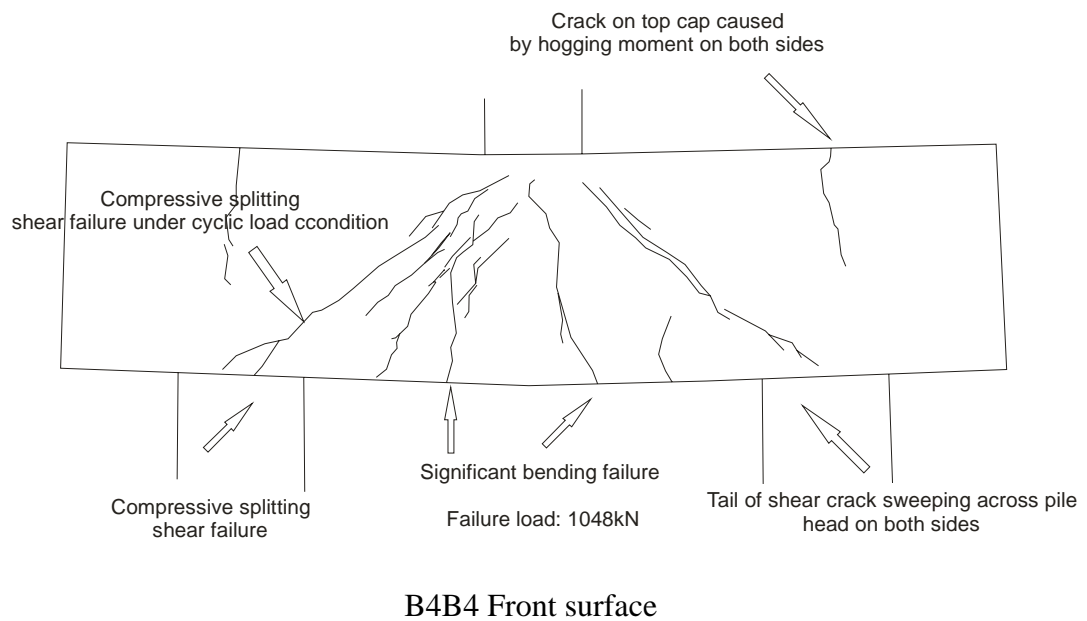 Crack on top cap caused
by hogging moment on both sides
Compressive splitting
shear failure under cyclic load ccondition
Significant bending failure
Compressive splitting
shear failure
Failure load: 1048kN
Tail of shear crack sweeping across pile
head on both sides
B4B4 Front surface